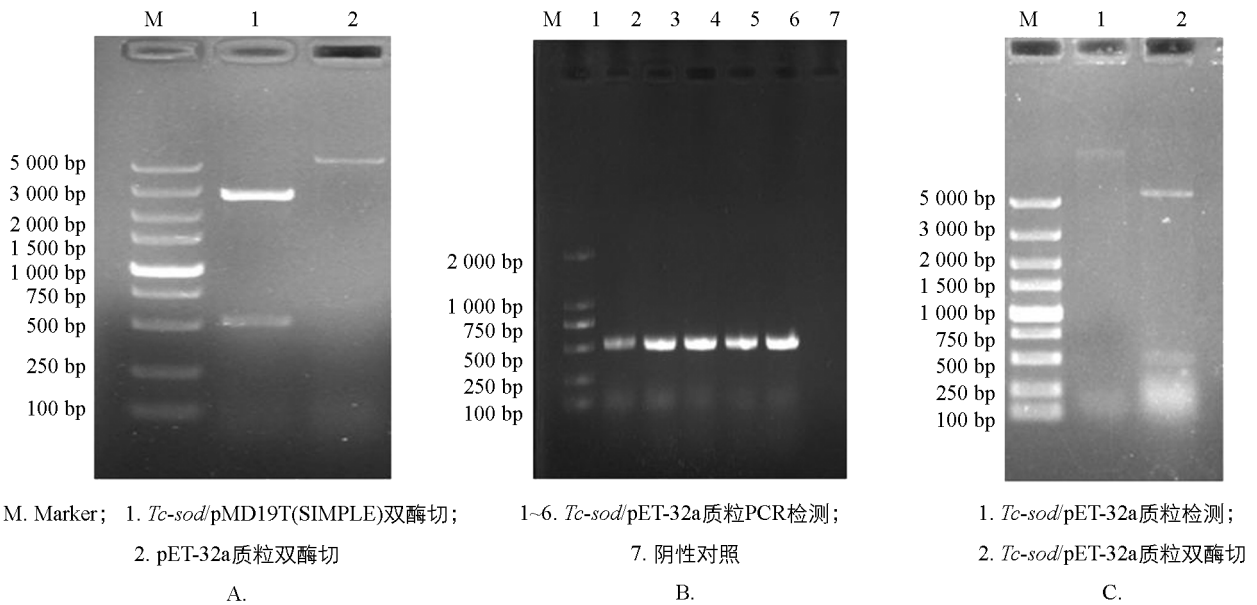 M 1 2
5 000 bp
3 000 bp
2 000 bp
1 500 bp
1 000 bp
750 bp
500 bp
250 bp
100 bp
M. Marker; 1. Tc-sod/pMD19T(SIMPLE)双酶切;
2. pET-32a质粒双酶切
A.
M 1 2 3 4 5 6 7
2 000 bp
1 000 bp
750 bp
500 bp
250 bp
100 bp
1~6. Tc-sod/pET-32a质粒PCR检测;
7. 阴性对照
B.
M 1 2
5 000 bp
3 000 bp
2 000 bp
1 500 bp
1 000 bp
750 bp
500 bp
250 bp
100 bp
1. Tc-sod/pET-32a质粒检测;
2. Tc-sod/pET-32a质粒双酶切
C.